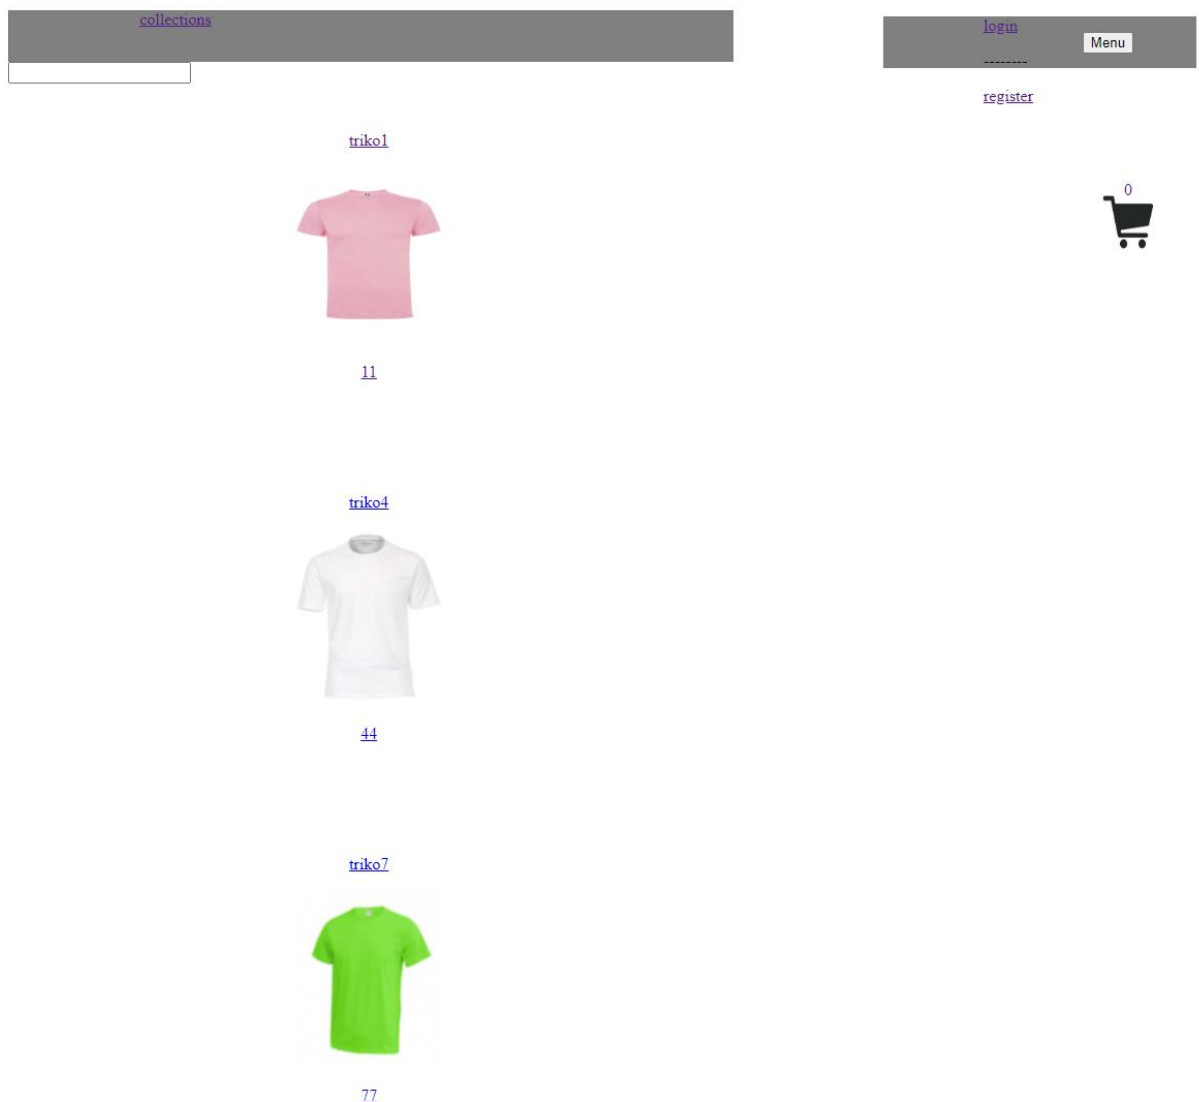 collections
login
Menu
--------
register
triko1
0
11
triko4
44
triko7
77